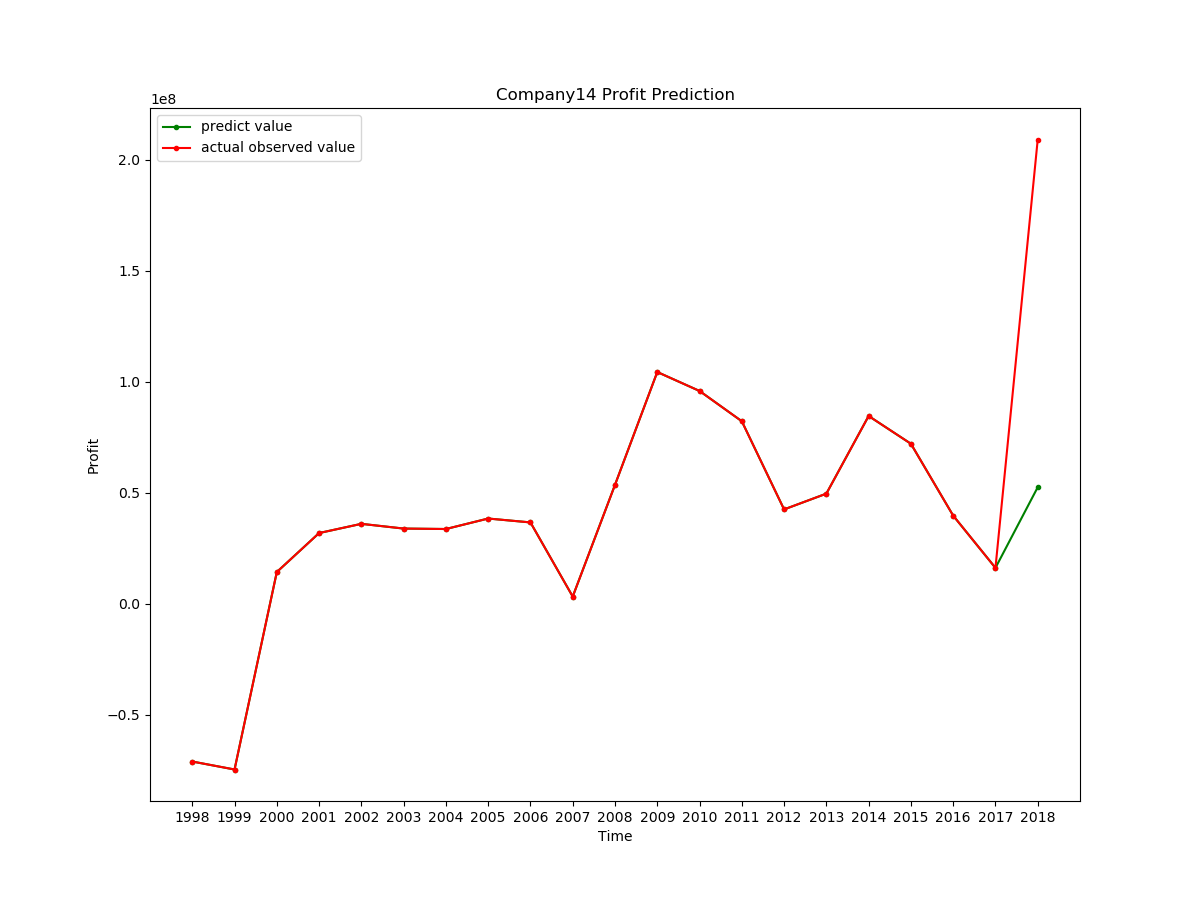 Company14 Profit Prediction
1e8
predict value
actual observed value
2.0
1.5
1.0
0.5
0.0
−0.5
Profit
1998 1999 2000 2001 2002 2003 2004 2005 2006 2007 2008 2009 2010 2011 2012 2013 2014 2015 2016 2017 2018
Time